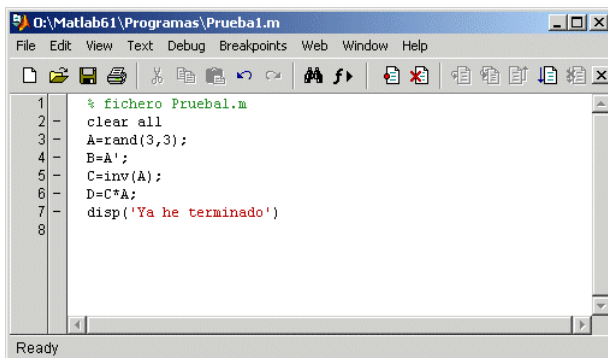 O:\Matlab61\Programas\Prueba1.m
File Edit View Text Debug Breakpoints Web Window Help
1 % fichero Prueba1.m
2 - clear all
3 - A=rand(3,3);
4 - B=A';
5 - C=inv(A);
6 - D=C*A;
7 - disp('Ya he terminado')
8
Ready